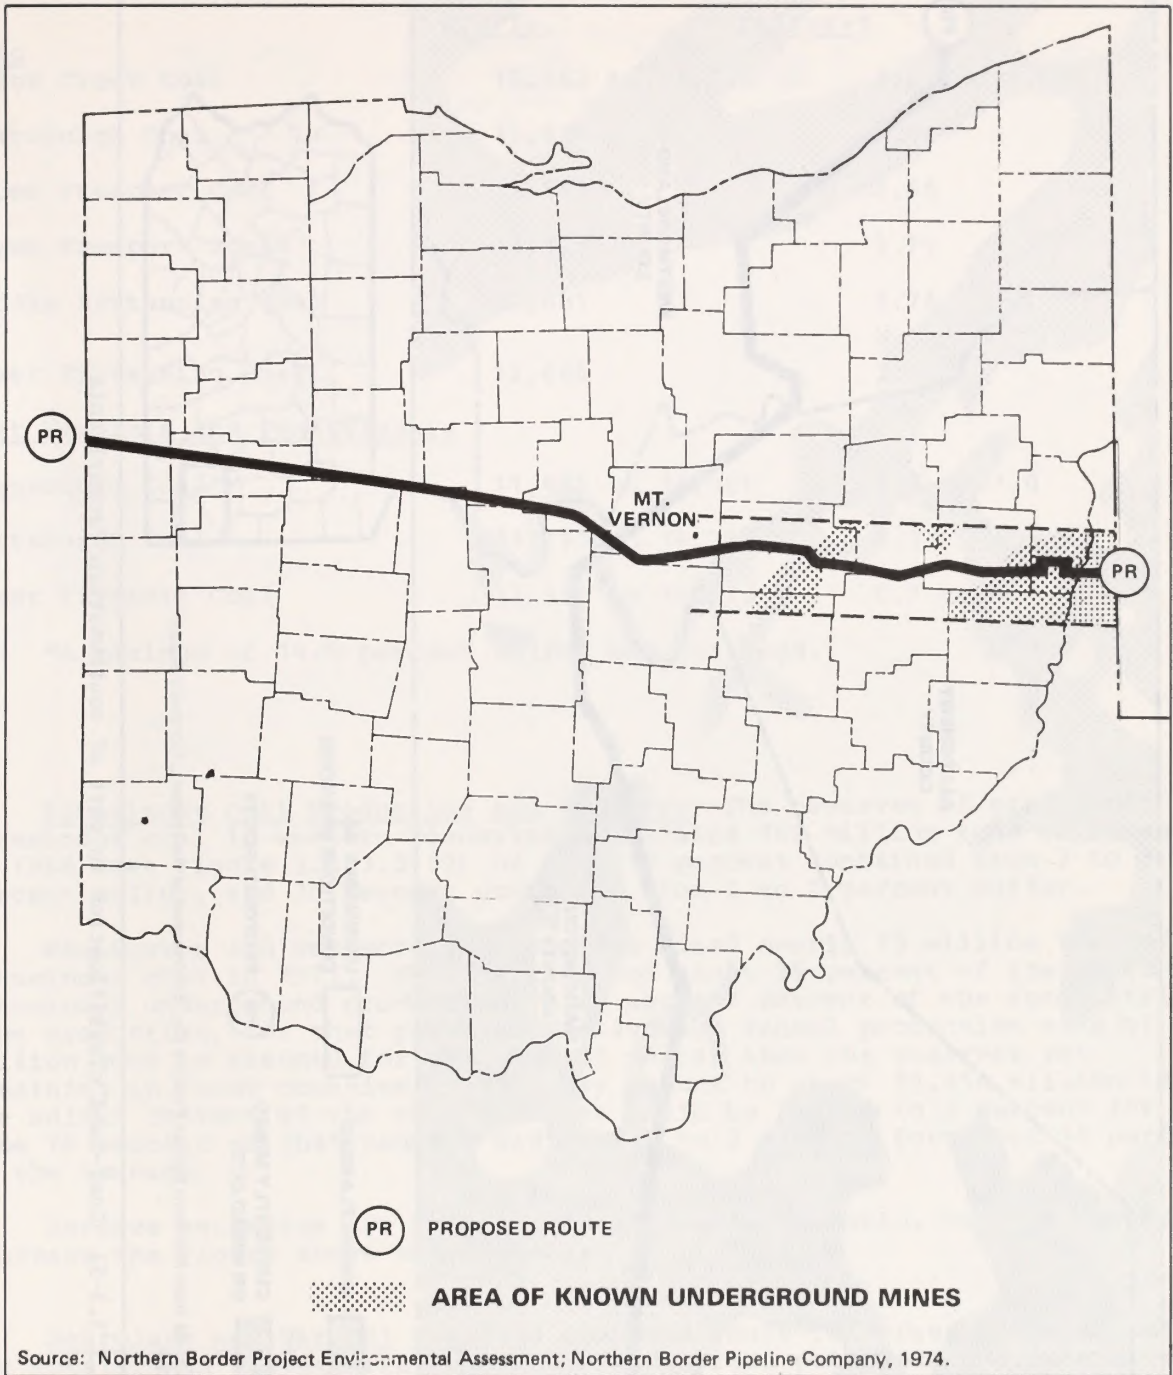 PR
MT.
VERNON
PR
PR PROPOSED ROUTE
AREA OF KNOWN UNDERGROUND MINES
Source: Northern Border Project Environmental Assessment; Northern Border Pipeline Company, 1974.